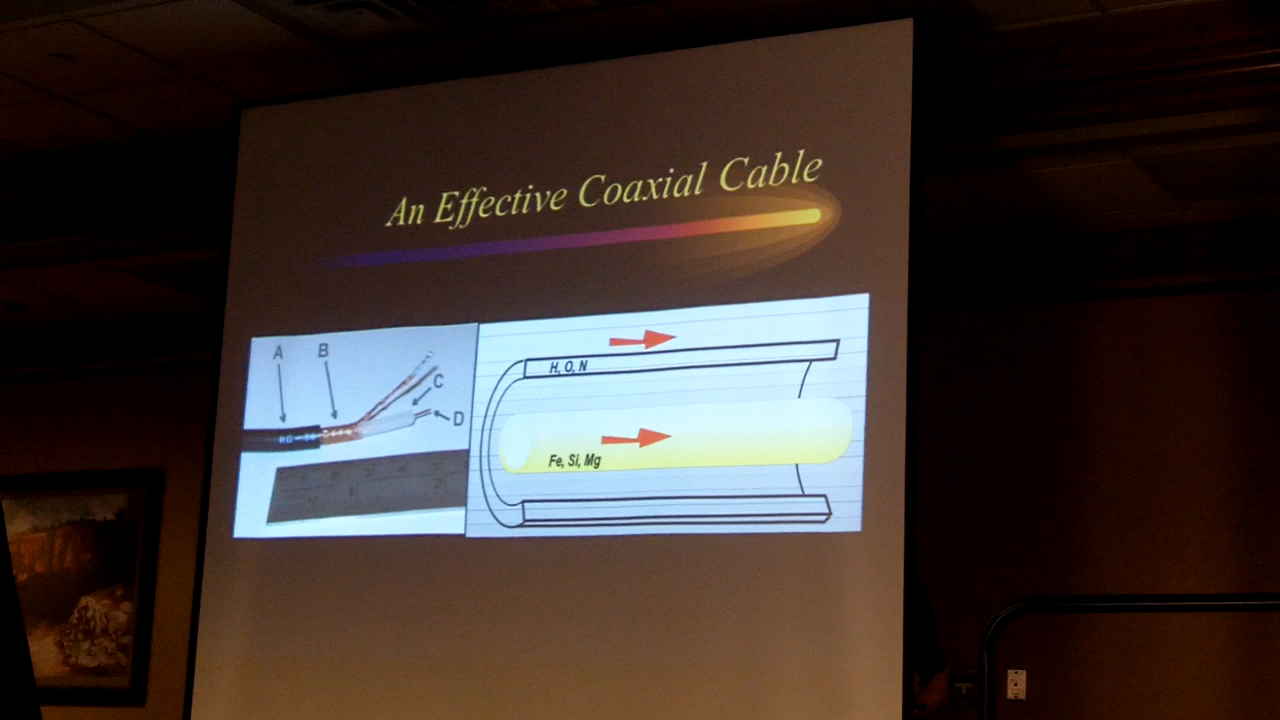 An Effective Coaxial Cable
A
B
C
D
H, O, N
Fe, Si, Mg